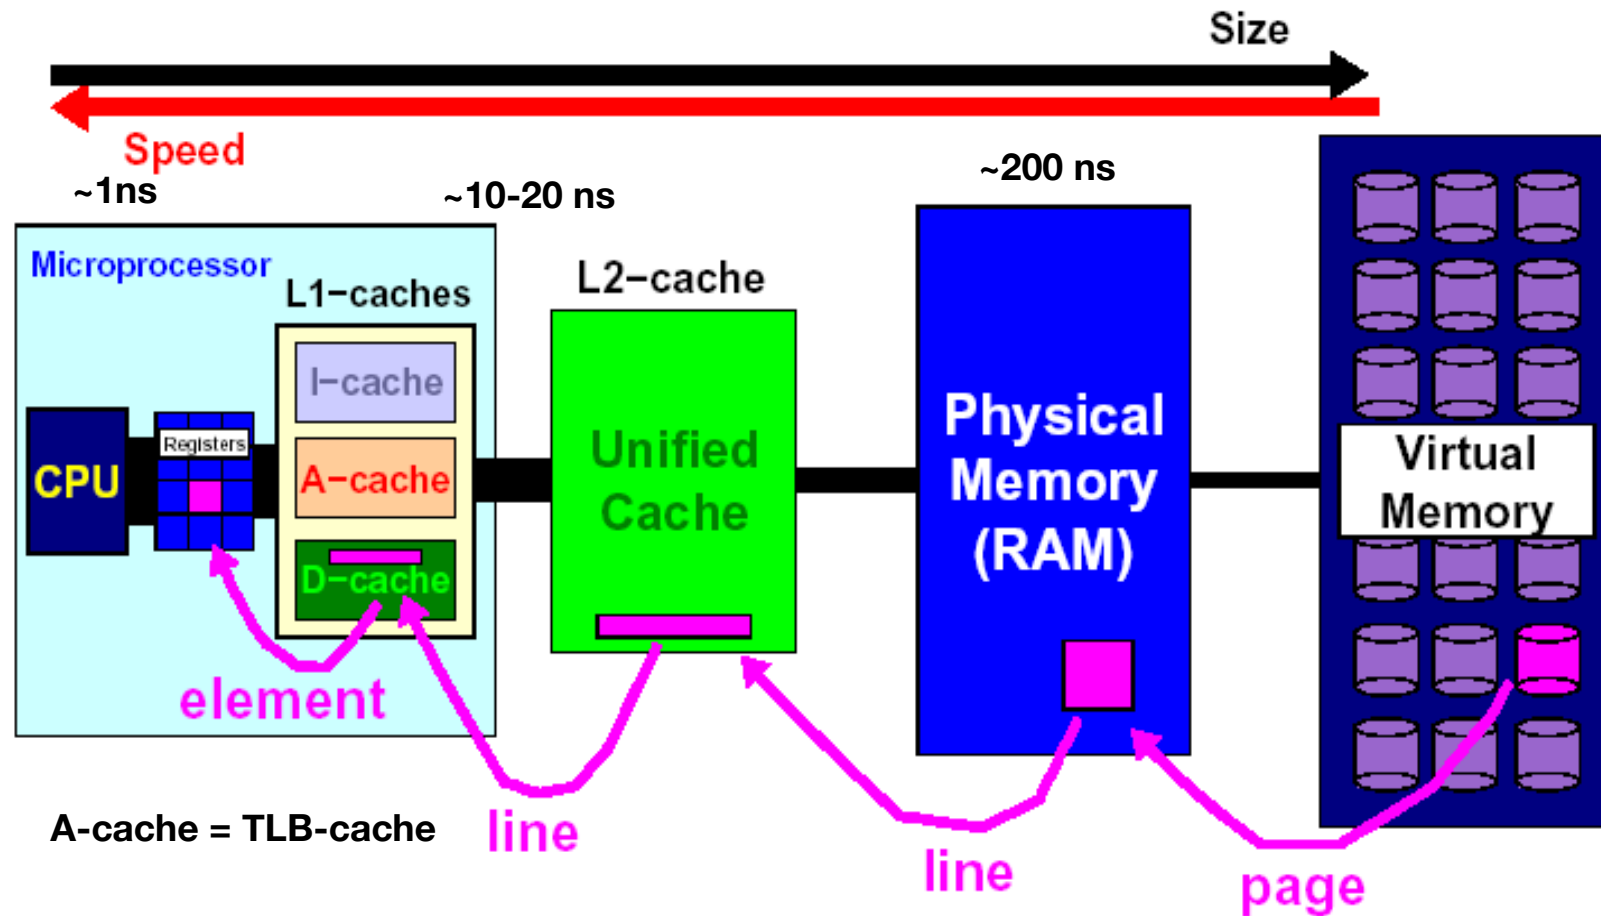 Size
Speed
~1ns
~10-20 ns
~200 ns
Microprocessor
L1-caches
L2-cache
I-cache
Registers
CPU
A-cache
D-cache
Unified
Cache
Physical
Memory
(RAM)
Virtual
Memory
element
A-cache = TLB-cache
line
line
page